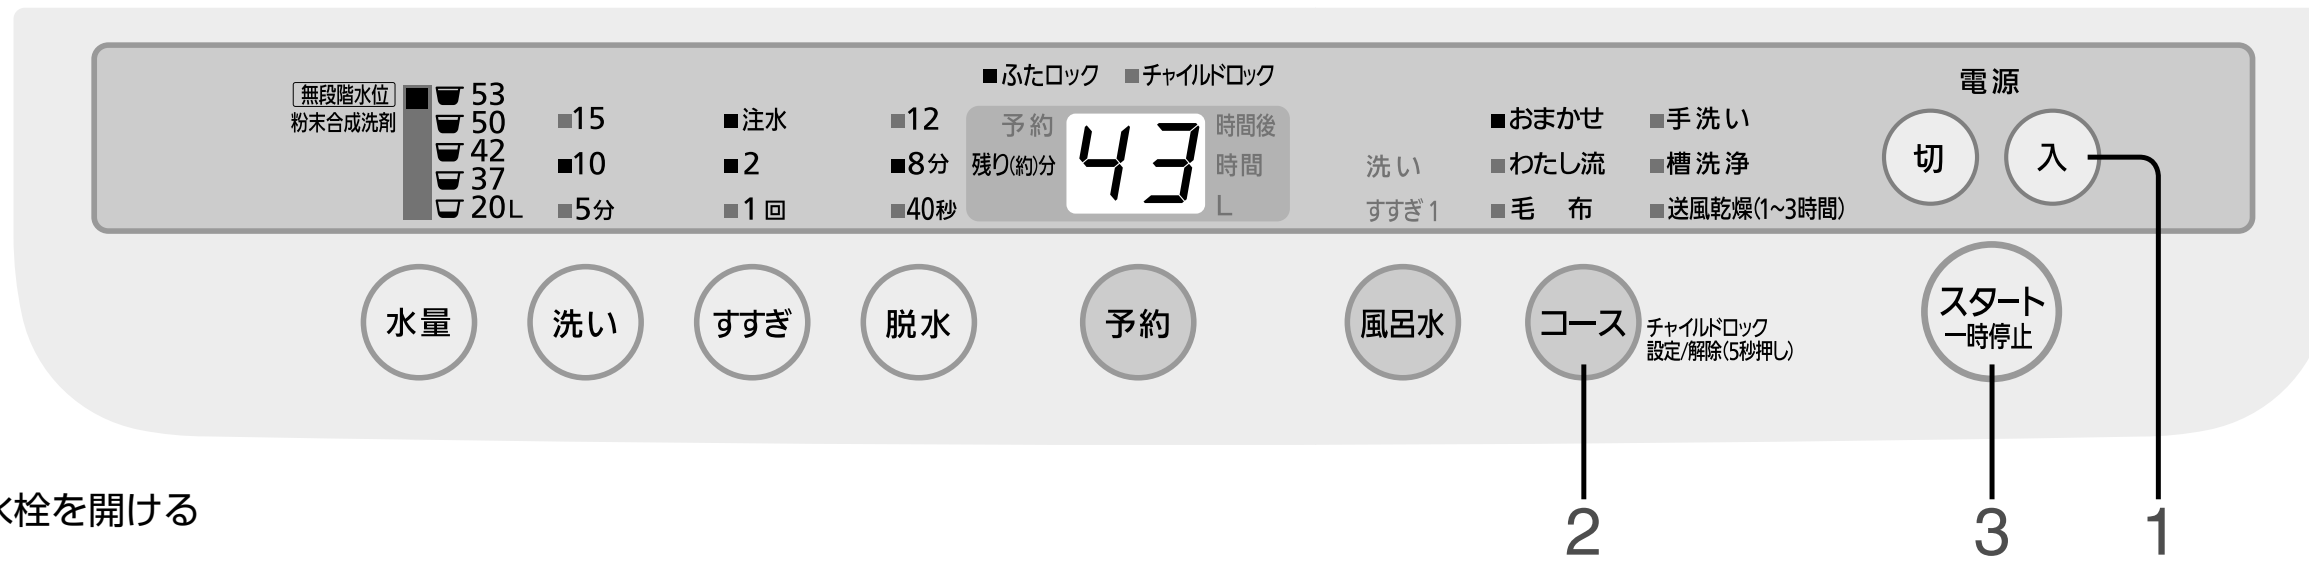 ふたロック チャイルドロック
電源
無段階水位
粉末合成洗剤
53
50
42
37
20L
15
10
5分
注水
2
1回
12
8分
40秒
予約
残り(約)分
43
時間後
時間
L
洗い
すすぎ1
おまかせ
わたし流
毛 布
手洗い
槽洗浄
送風乾燥(1~3時間)
切
入
水量
洗い
すすぎ
脱水
予約
風呂水
コース
チャイルドロック
設定/解除(5秒押し)
スタート
一時停止
水栓を開ける
2
3
1